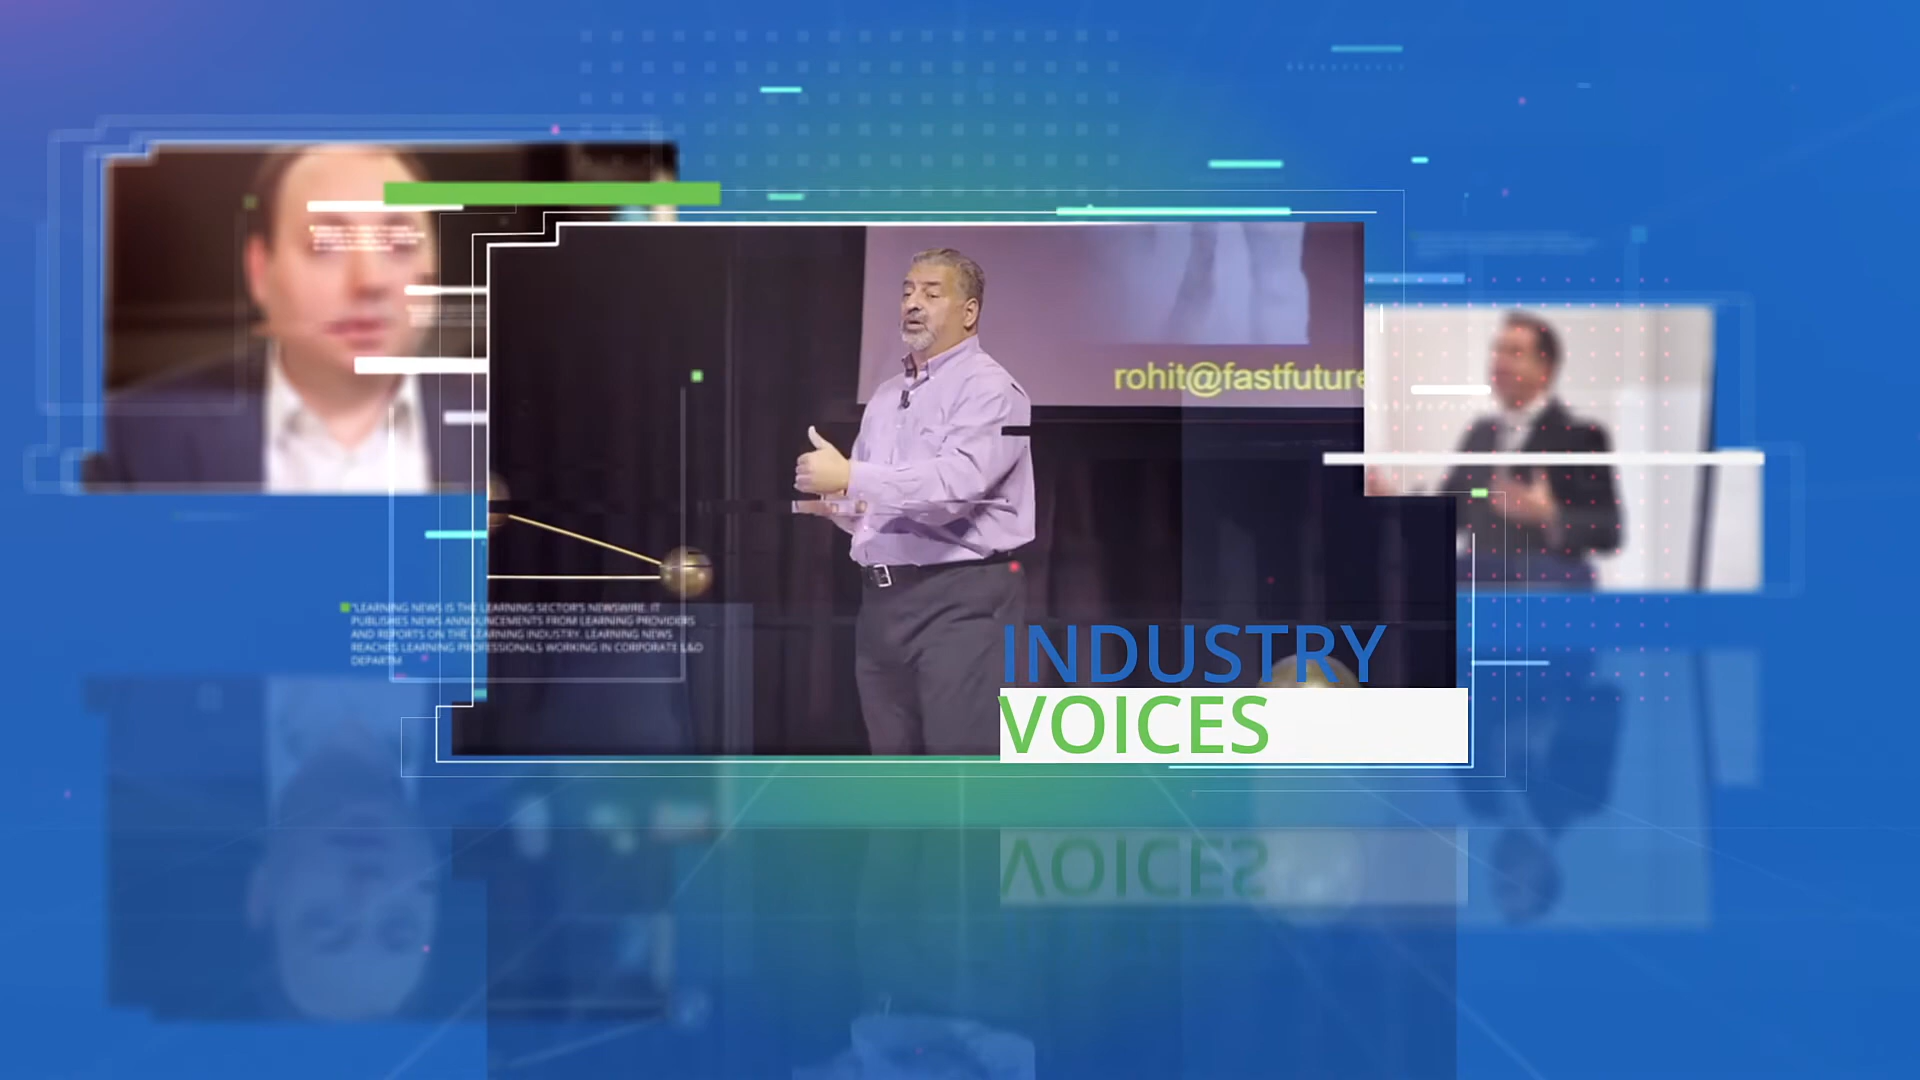 rohit@fastfuture
"LEARNING NEWS IS THE LEARNING SECTOR'S NEWSWIRE. IT
PUBLISHES NEWS ANNOUNCEMENTS FROM LEARNING PROVIDERS
AND REPORTS ON THE LEARNING INDUSTRY. LEARNING NEWS
REACHES LEARNING PROFESSIONALS WORKING IN CORPORATE L&D
DEPARTM
INDUSTRY
VOICES